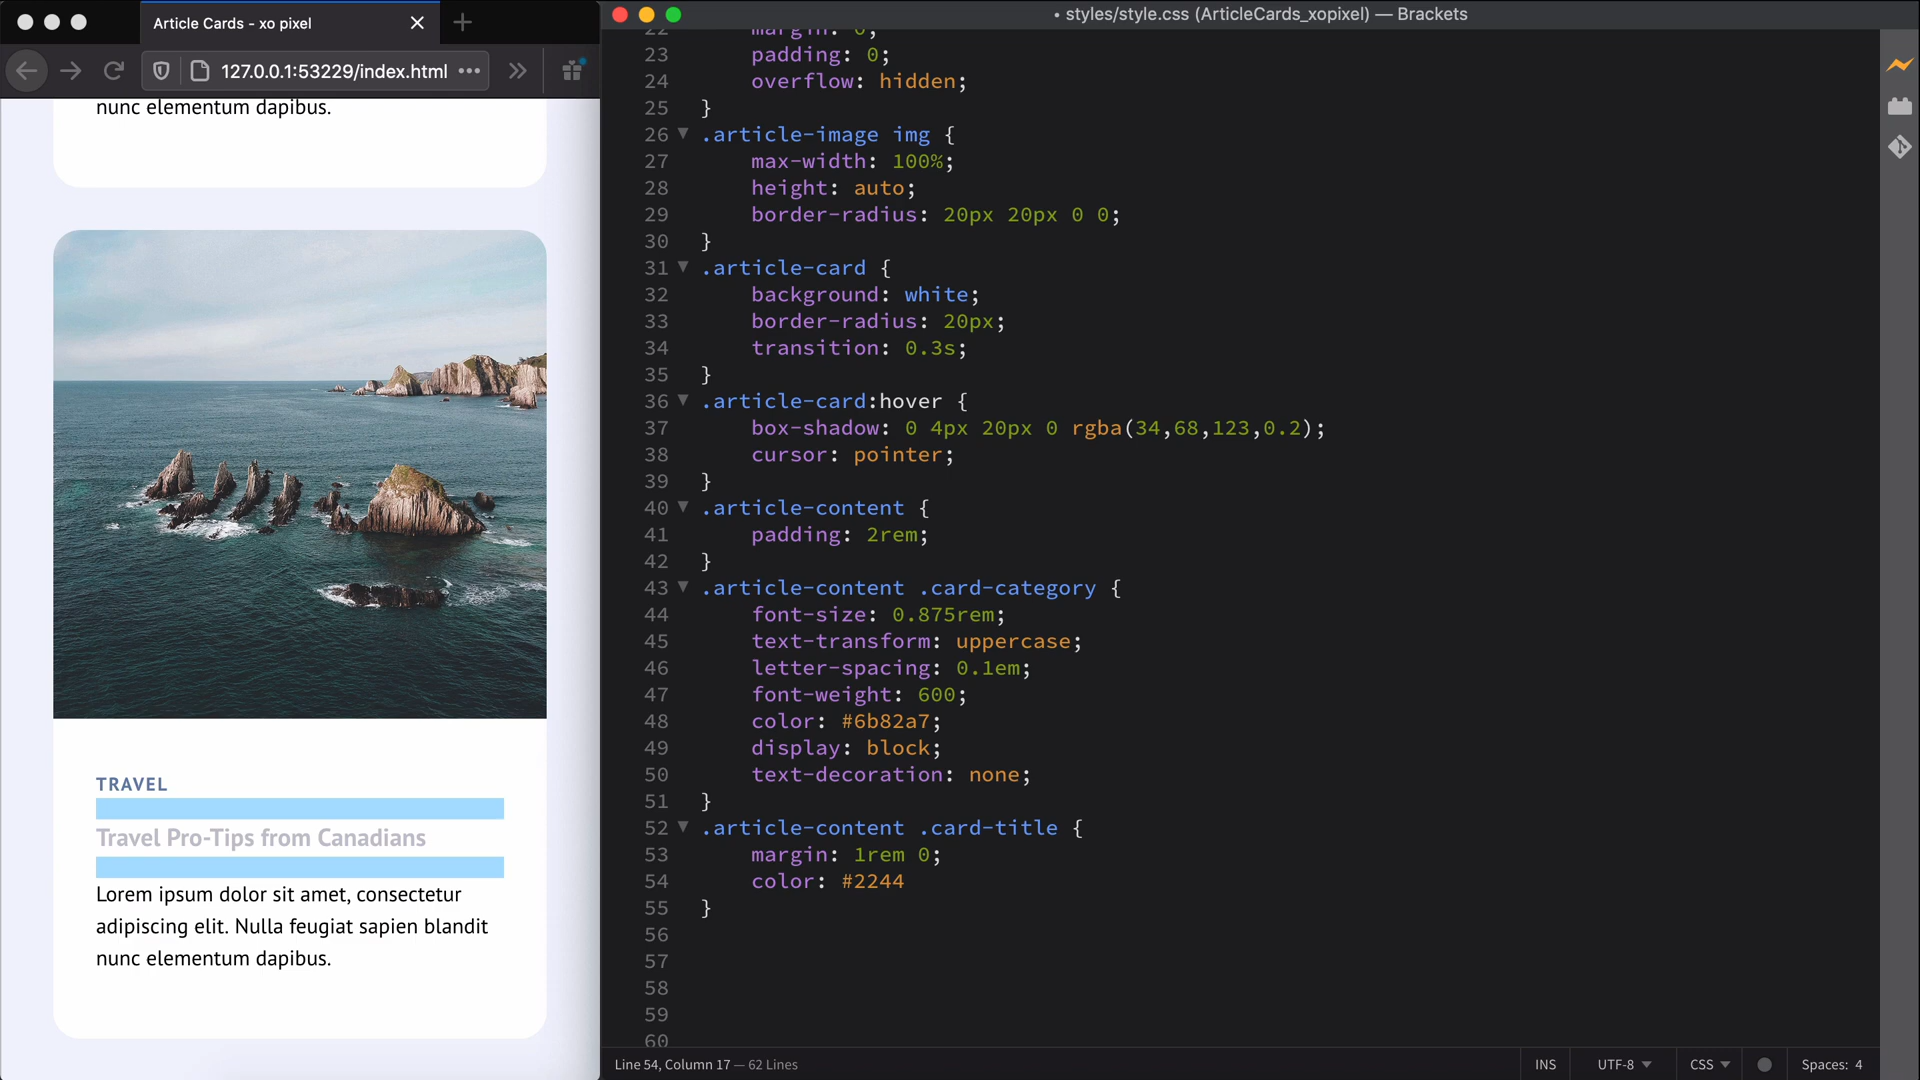 Article Cards - xo pixel
127.0.0.1:53229/index.html
nunc elementum dapibus.
TRAVEL
Travel Pro-Tips from Canadians
Lorem ipsum dolor sit amet, consectetur
adipiscing elit. Nulla feugiat sapien blandit
nunc elementum dapibus.
• styles/style.css (ArticleCards_xopixel) — Brackets
22 margin: 0;
23 padding: 0;
24 overflow: hidden;
25 }
26 .article-image img {
27 max-width: 100%;
28 height: auto;
29 border-radius: 20px 20px 0 0;
30 }
31 .article-card {
32 background: white;
33 border-radius: 20px;
34 transition: 0.3s;
35 }
36 .article-card:hover {
37 box-shadow: 0 4px 20px 0 rgba(34,68,123,0.2);
38 cursor: pointer;
39 }
40 .article-content {
41 padding: 2rem;
42 }
43 .article-content .card-category {
44 font-size: 0.875rem;
45 text-transform: uppercase;
46 letter-spacing: 0.1em;
47 font-weight: 600;
48 color: #6b82a7;
49 display: block;
50 text-decoration: none;
51 }
52 .article-content .card-title {
53 margin: 1rem 0;
54 color: #2244
55 }
56
57
58
59
60
Line 54, Column 17 — 62 Lines
INS
UTF-8
CSS
Spaces: 4